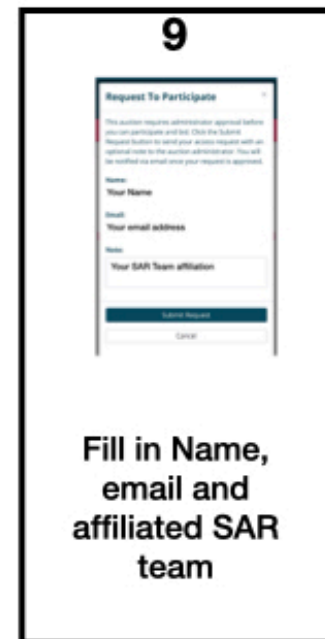 9
Request To Participate
×
This auction requires administrator approval before
you can participate and bid. Click the Submit
Request button to send your access request with an
optional note to the auction administrator. You will
be notified via email once your request is approved.
Name:
Your Name
Email:
Your email address
Note:
Your SAR Team affiliation
Submit Request
Cancel
Fill in Name,
email and
affiliated SAR
team